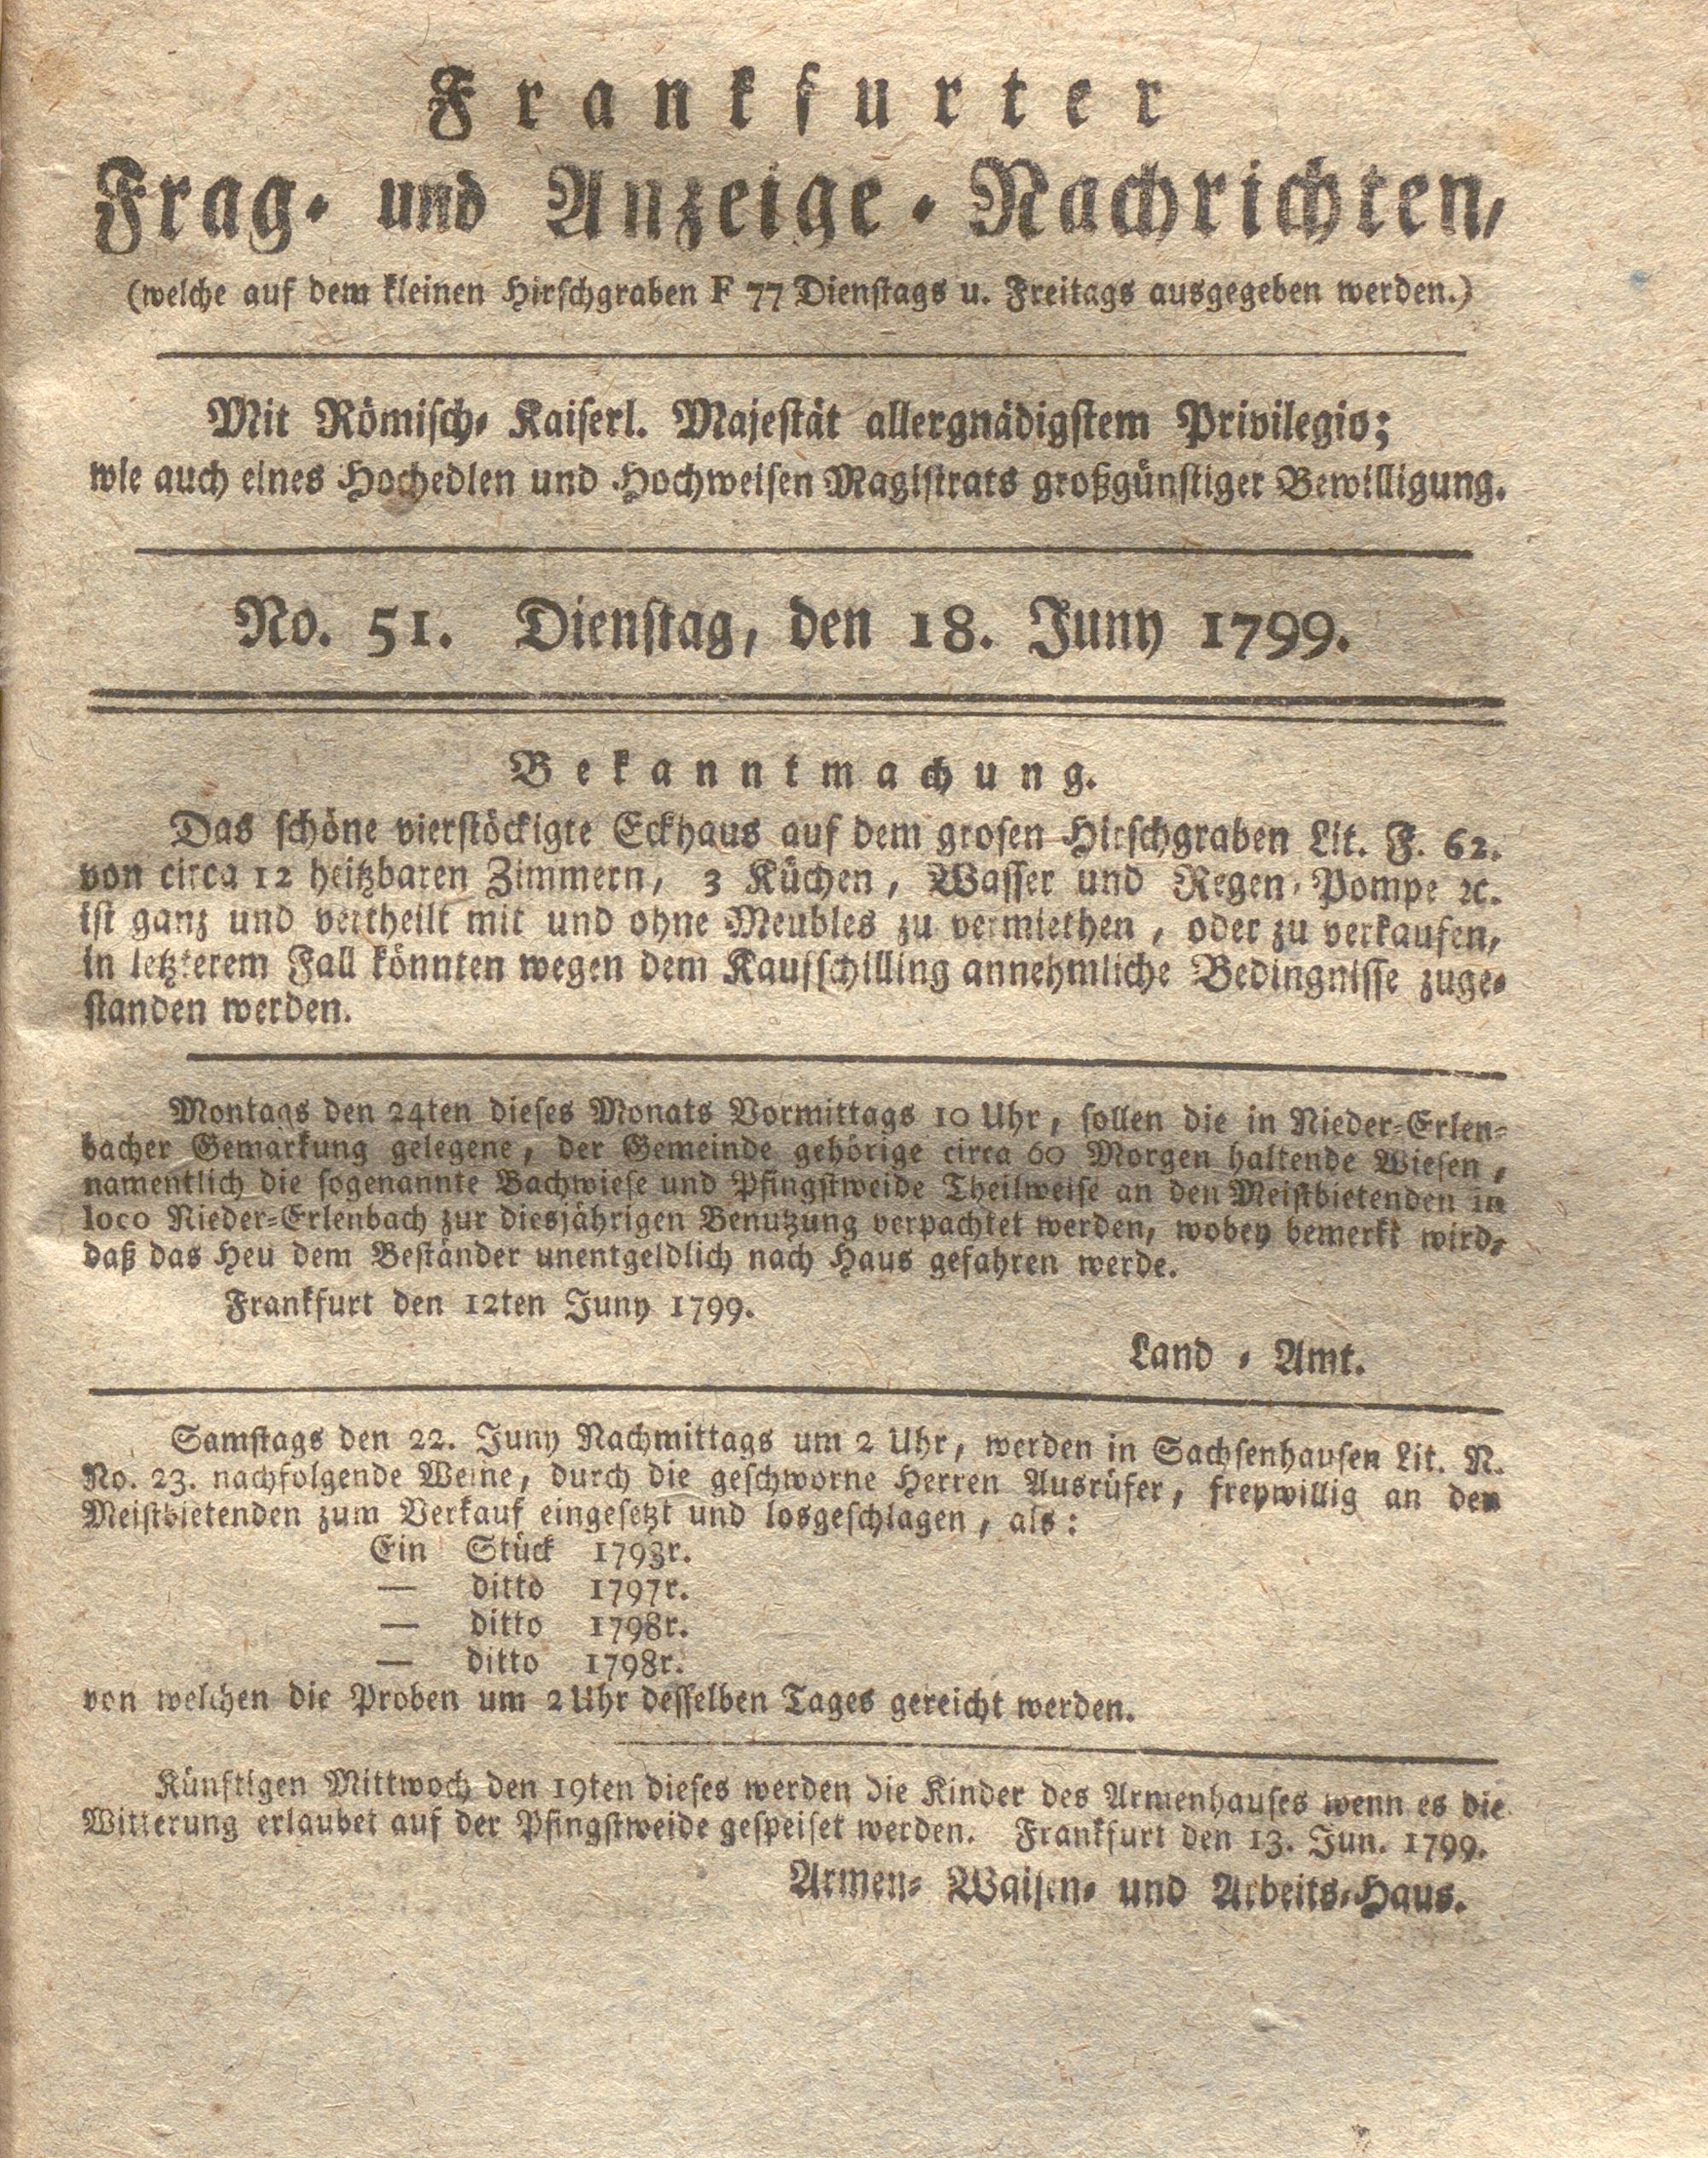 Frankfurter
Frag- und Anzeige-Nachrichten,
(welche auf dem kleinen Hirschgraben F 77 Dienstags u. Freitags ausgegeben werden.)
Mit Römisch-Kaiserl. Majestät allergnädigstem Privilegio;
wie auch eines Hochedlen und Hochweisen Magistrats großgünstiger Bewilligung.
No. 51. Dienstag, den 18. Juny 1799.
Bekanntmachung.
Das schöne vierstöckigte Eckhaus auf dem grosen Hirschgraben Lit. F. 62.
von circa 12 heitzbaren Zimmern, 3 Küchen, Wasser und Regen-Pompe ꝛc.
ist ganz und vertheilt mit und ohne Meubles zu vermiethen, oder zu verkaufen,
in letzterem Fall könnten wegen dem Kaufschilling annehmliche Bedingnisse zuge-
standen werden.
Montags den 24ten dieses Monats Vormittags 10 Uhr, sollen die in Nieder-Erlen-
bacher Gemarkung gelegene, der Gemeinde gehörige circa 60 Morgen haltende Wiesen,
namentlich die sogenannte Bachwiese und Pfingstweide Theilweise an den Meistbietenden in
loco Nieder-Erlenbach zur diesjährigen Benutzung verpachtet werden, wobey bemerkt wird,
daß das Heu dem Beständer unentgeldlich nach Haus gefahren werde.
Frankfurt den 12ten Juny 1799.
Land-Amt.
Samstags den 22. Juny Nachmittags um 2 Uhr, werden in Sachsenhausen Lit. N.
No. 23. nachfolgende Weine, durch die geschworne Herren Ausrüfer, freywillig an den
Meistbietenden zum Verkauf eingesetzt und losgeschlagen, als:
Ein Stück 1793r.
— ditto 1797r.
— ditto 1798r.
— ditto 1798r.
von welchen die Proben um 2 Uhr desselben Tages gereicht werden.
Künftigen Mittwoch den 19ten dieses werden die Kinder des Armenhauses wenn es die
Witterung erlaubet auf der Pfingstweide gespeiset werden. Frankfurt den 13. Jun. 1799.
Armen- Waisen- und Arbeits-Haus.